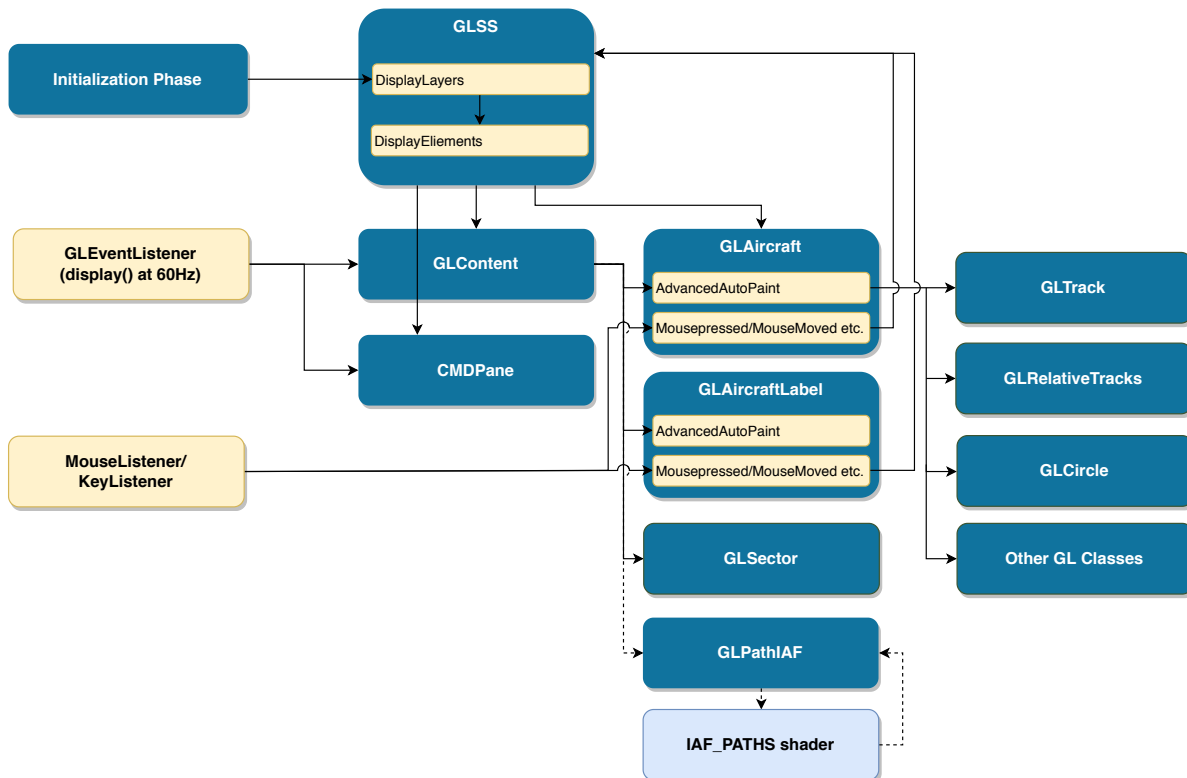 GLSS
Initialization Phase
DisplayLayers
DisplayEliements
GLEventListener
(display() at 60Hz)
GLContent
GLAircraft
AdvancedAutoPaint
Mousepressed/MouseMoved etc.
GLTrack
CMDPane
GLRelativeTracks
GLAircraftLabel
AdvancedAutoPaint
Mousepressed/MouseMoved etc.
MouseListener/
KeyListener
GLCircle
GLSector
Other GL Classes
GLPathIAF
IAF_PATHS shader